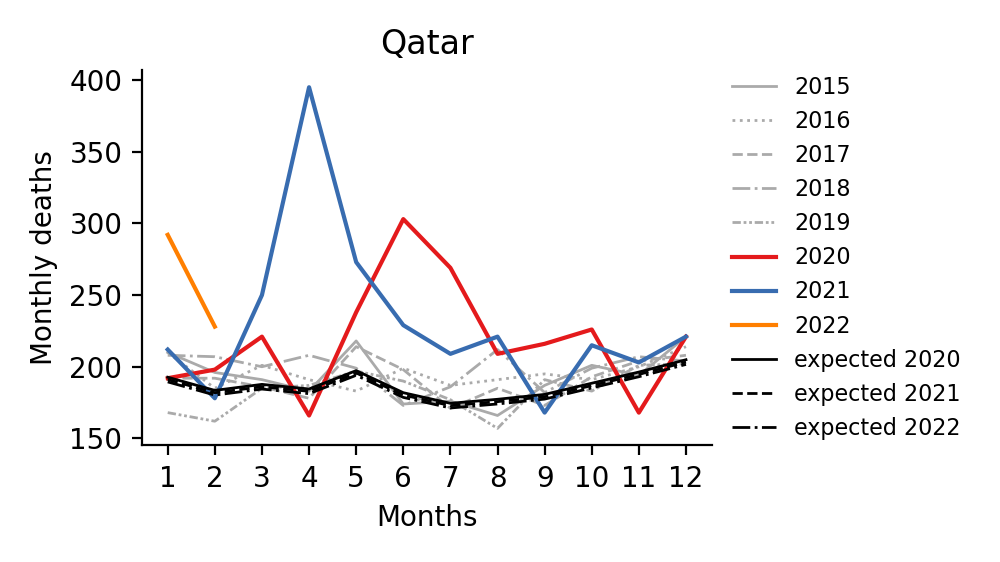 Qatar
Monthly deaths
400
350
300
250
200
150
1 2 3 4 5 6 7 8 9 10 11 12
Months
2015
2016
2017
2018
2019
2020
2021
2022
expected 2020
expected 2021
expected 2022